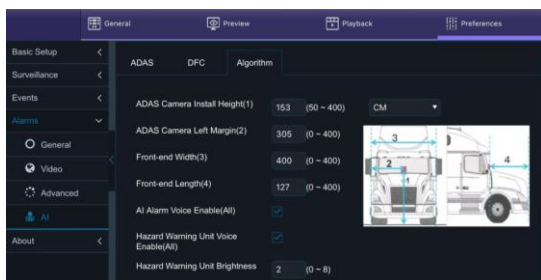 General
Preview
Playback
Preferences
Basic Setup
Surveillance
Events
Alarms
General
Video
Advanced
AI
About
ADAS
DFC
Algorithm
ADAS Camera Install Height(1) 153 (50 ~ 400) CM
ADAS Camera Left Margin(2) 305 (0 ~ 400)
Front-end Width(3) 400 (0 ~ 400)
Front-end Length(4) 127 (0 ~ 400)
AI Alarm Voice Enable(All)
Hazard Warning Unit Voice
Enable(All)
Hazard Warning Unit Brightness 2 (0 ~ 8)
3
2
1
4